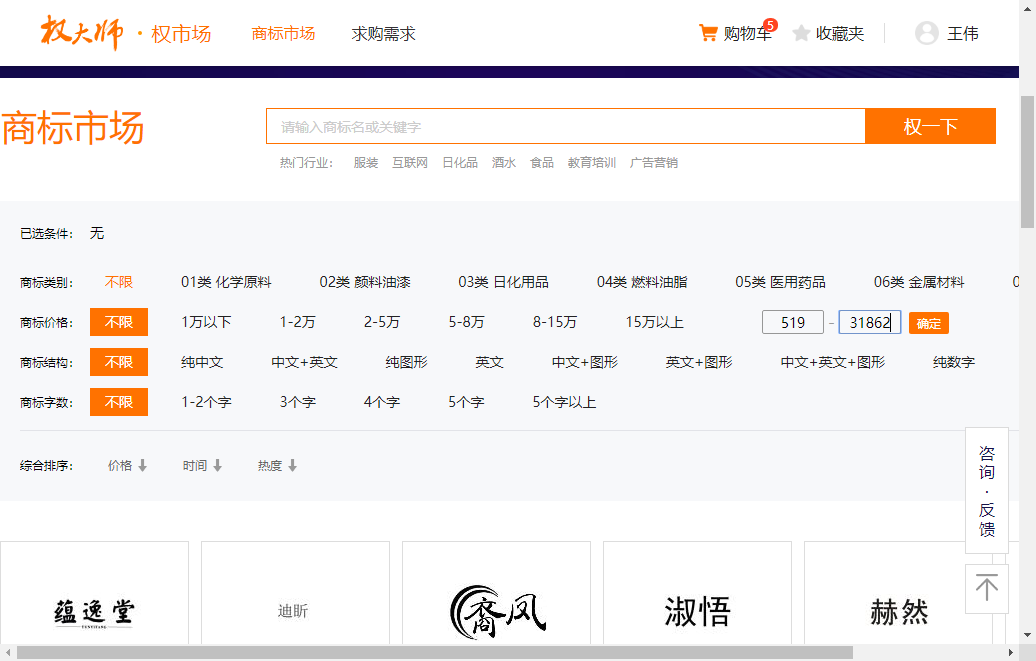 权大师 · 权市场 商标市场 求购需求 购物车 5 收藏夹 王伟
商标市场 请输入商标名或关键字 权一下
热门行业： 服装 互联网 日化品 酒水 食品 教育培训 广告营销
已选条件： 无
商标类别： 不限 01类 化学原料 02类 颜料油漆 03类 日化用品 04类 燃料油脂 05类 医用药品 06类 金属材料 0
商标价格： 不限 1万以下 1-2万 2-5万 5-8万 8-15万 15万以上 519 - 31862 确定
商标结构： 不限 纯中文 中文+英文 纯图形 英文 中文+图形 英文+图形 中文+英文+图形 纯数字
商标字数： 不限 1-2个字 3个字 4个字 5个字 5个字以上
综合排序： 价格 时间 热度
咨询·反馈
蕴逸堂 迪昕 裔凤 淑悟 赫然